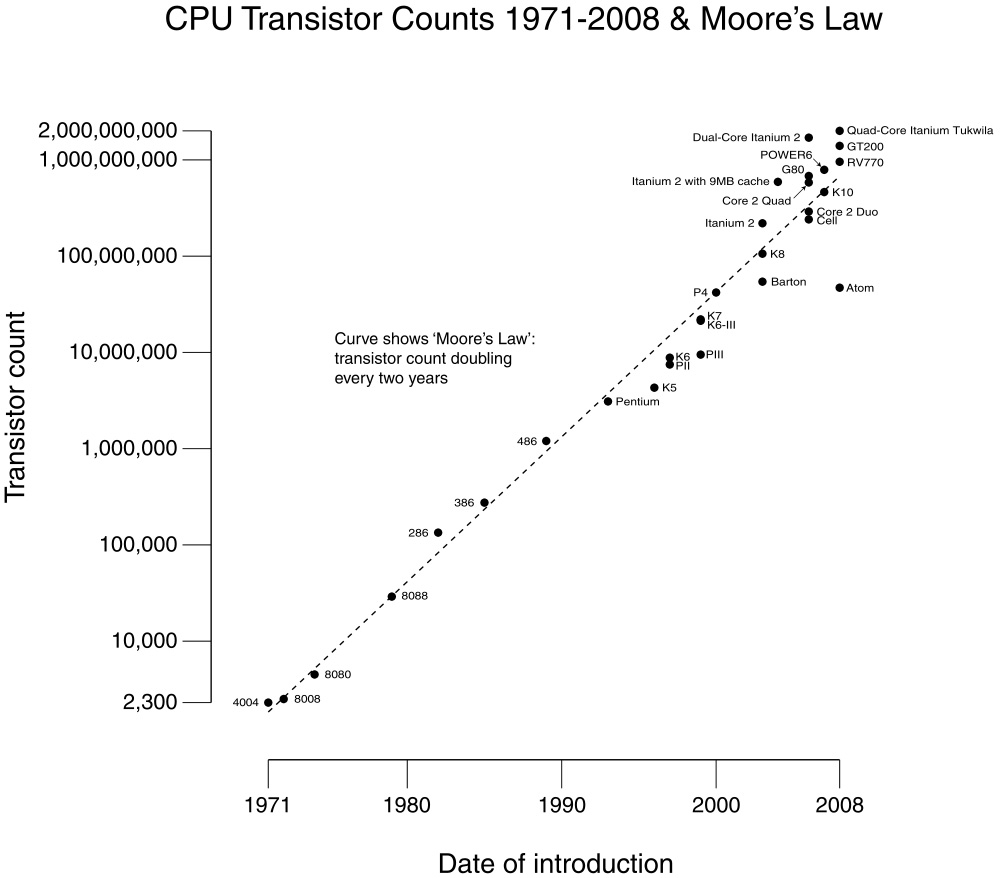 CPU Transistor Counts 1971-2008 & Moore’s Law
2,000,000,000
1,000,000,000
100,000,000
10,000,000
1,000,000
100,000
10,000
2,300
Transistor count
Curve shows ‘Moore’s Law’:
transistor count doubling
every two years
Quad-Core Itanium Tukwila
Dual-Core Itanium 2
GT200
POWER6
RV770
G80
Itanium 2 with 9MB cache
K10
Core 2 Quad
Core 2 Duo
Cell
Itanium 2
K8
Barton
Atom
P4
K7
K6-III
PIII
K6
PII
K5
Pentium
486
386
286
8088
8080
8008
4004
1971
1980
1990
2000
2008
Date of introduction